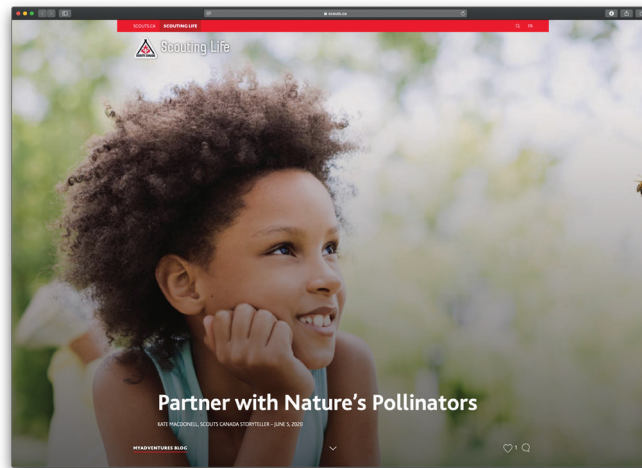 scouts.ca
SCOUTS.CA SCOUTING LIFE FR
Scouting Life
Partner with Nature's Pollinators
KATE MACDONELL, SCOUTS CANADA STORYTELLER – JUNE 5, 2020
MYADVENTURES BLOG
1